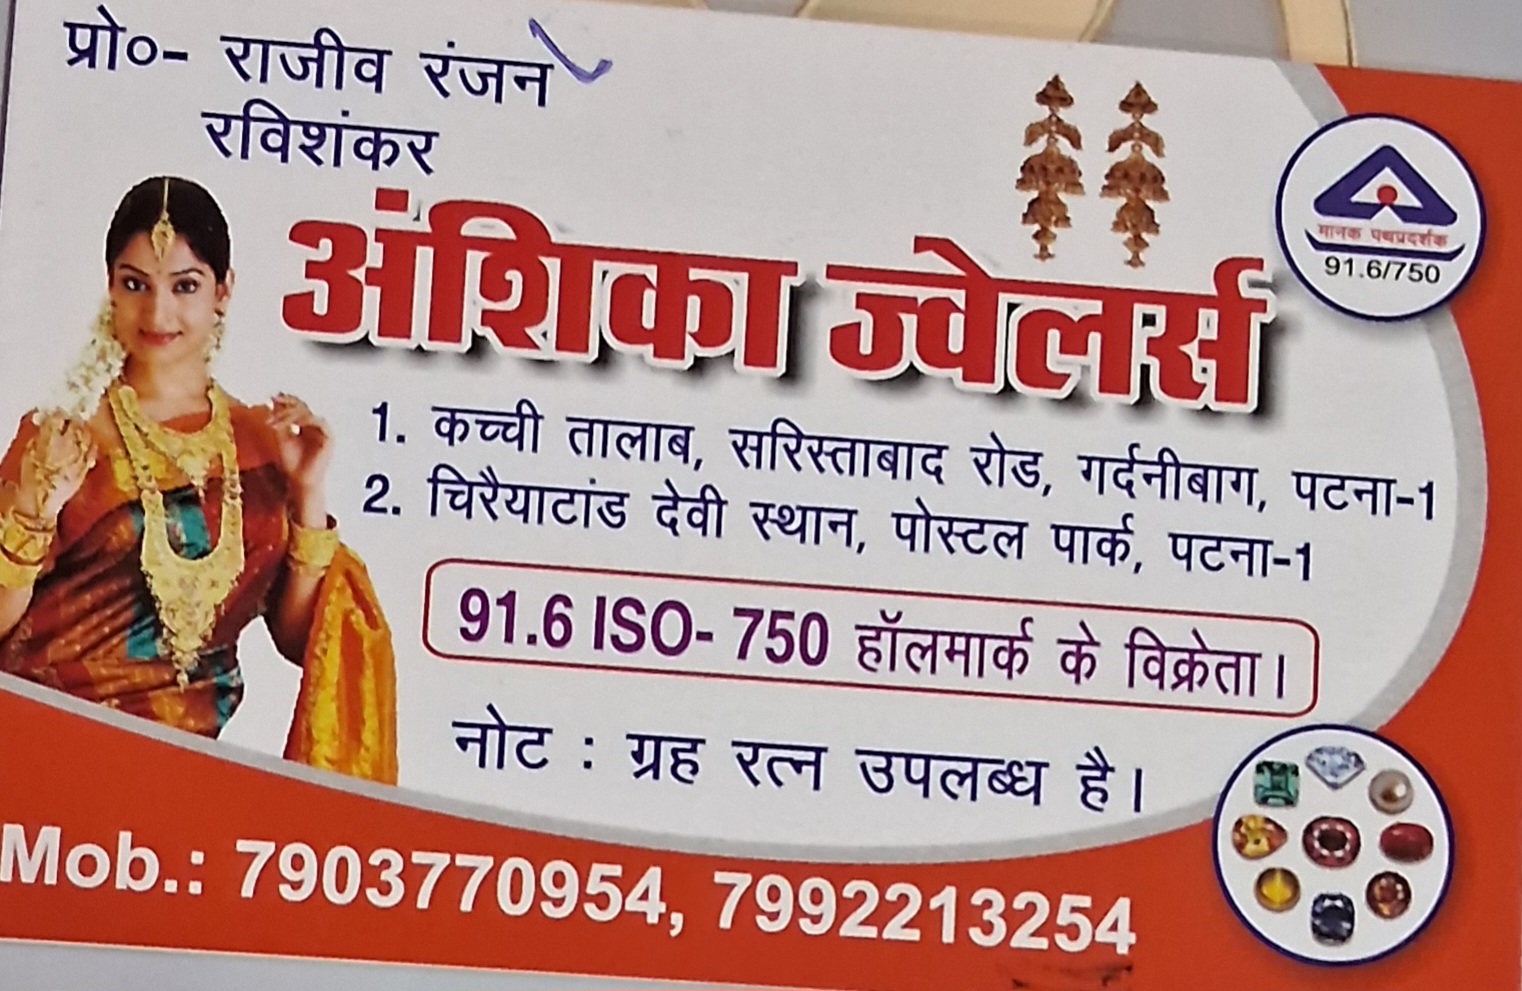 प्रो०- राजीव रंजन
रविशंकर
अंशिका ज्वेलर्स
मानक पथप्रदर्शक
91.6/750
1. कच्ची तालाब, सरिस्ताबाद रोड, गर्दनीबाग, पटना-1
2. चिरैयाटांड देवी स्थान, पोस्टल पार्क, पटना-1
91.6 ISO- 750 हॉलमार्क के विक्रेता।
नोट : ग्रह रत्न उपलब्ध है।
Mob.: 7903770954, 7992213254